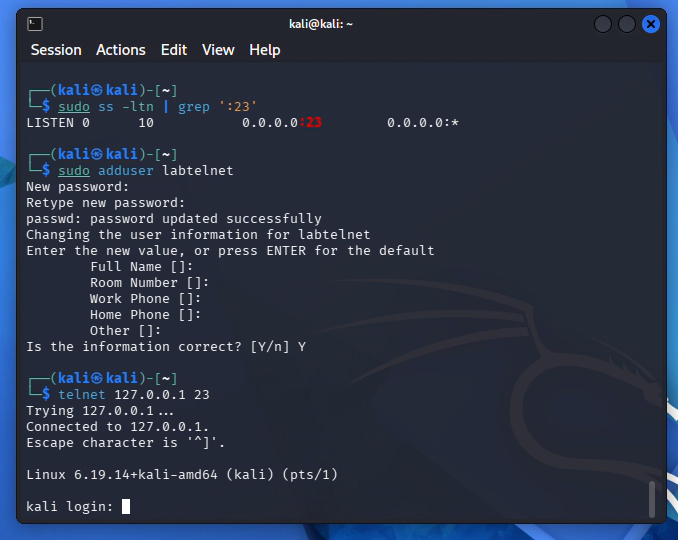 kali@kali: ~
Session Actions Edit View Help
┌──(kali㉿kali)-[~]
└─$ sudo ss -ltn | grep ':23'
LISTEN 0      10           0.0.0.0:23        0.0.0.0:*
┌──(kali㉿kali)-[~]
└─$ sudo adduser labtelnet
New password:
Retype new password:
passwd: password updated successfully
Changing the user information for labtelnet
Enter the new value, or press ENTER for the default
        Full Name []:
        Room Number []:
        Work Phone []:
        Home Phone []:
        Other []:
Is the information correct? [Y/n] Y
┌──(kali㉿kali)-[~]
└─$ telnet 127.0.0.1 23
Trying 127.0.0.1...
Connected to 127.0.0.1.
Escape character is '^]'.
Linux 6.19.14+kali-amd64 (kali) (pts/1)
kali login: